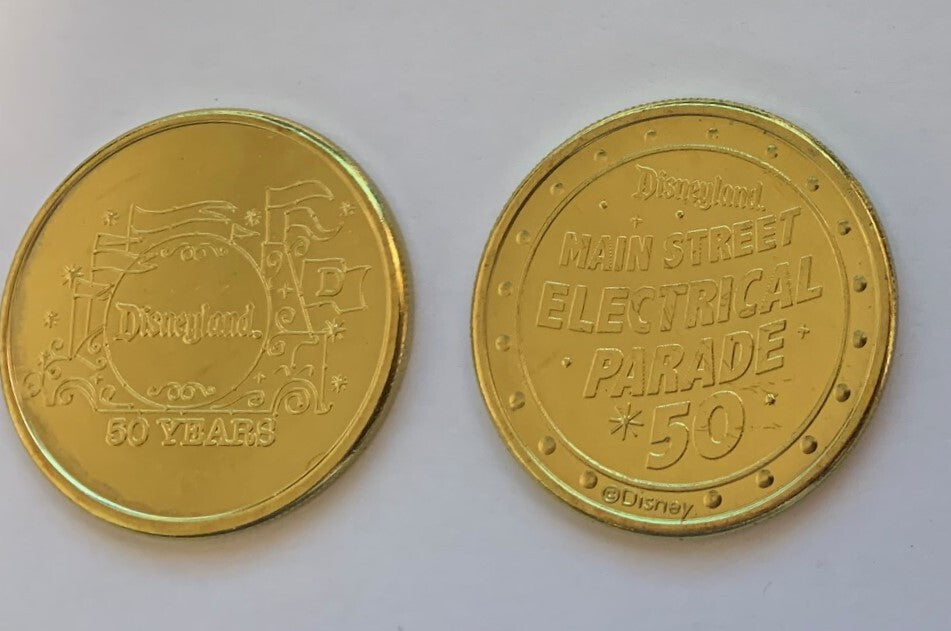 Disneyland.
50 YEARS
D
Disneyland.
MAIN STREET
ELECTRICAL
PARADE
50
©Disney